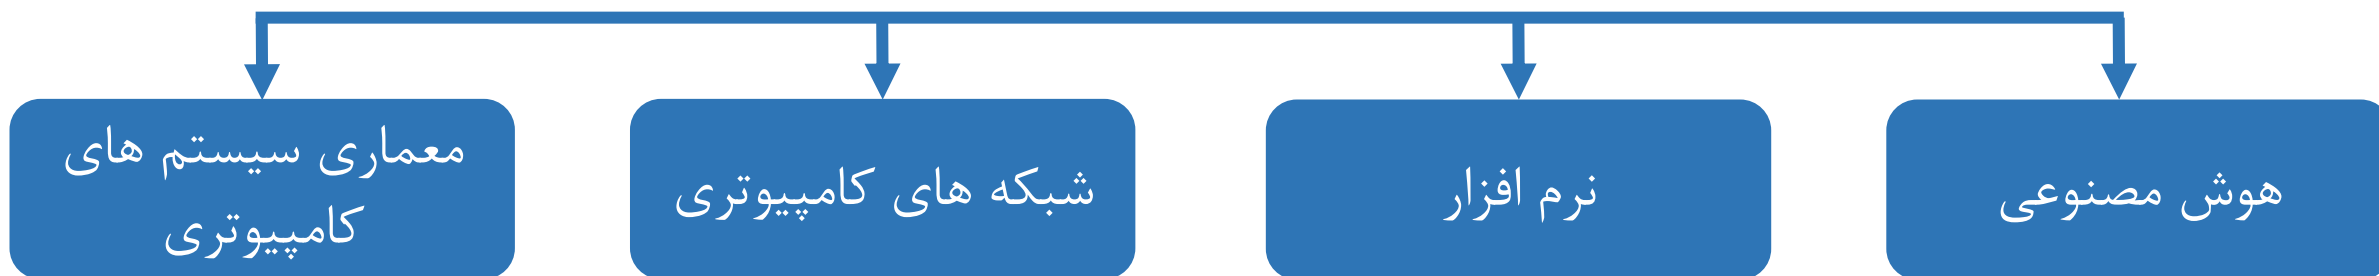 هوش مصنوعی
نرم افزار
شبکه های کامپیوتری
معماری سیستم های
کامپیوتری